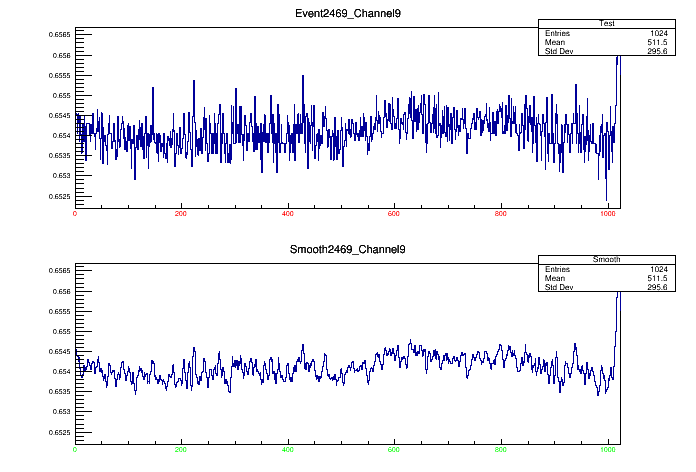 Event2469_Channel9
Test
Entries 1024
Mean 511.5
Std Dev 295.6
0.6565
0.656
0.6555
0.655
0.6545
0.654
0.6535
0.653
0.6525
0 200 400 600 800 1000
Smooth2469_Channel9
Smooth
Entries 1024
Mean 511.5
Std Dev 295.6
0.6565
0.656
0.6555
0.655
0.6545
0.654
0.6535
0.653
0.6525
0 200 400 600 800 1000